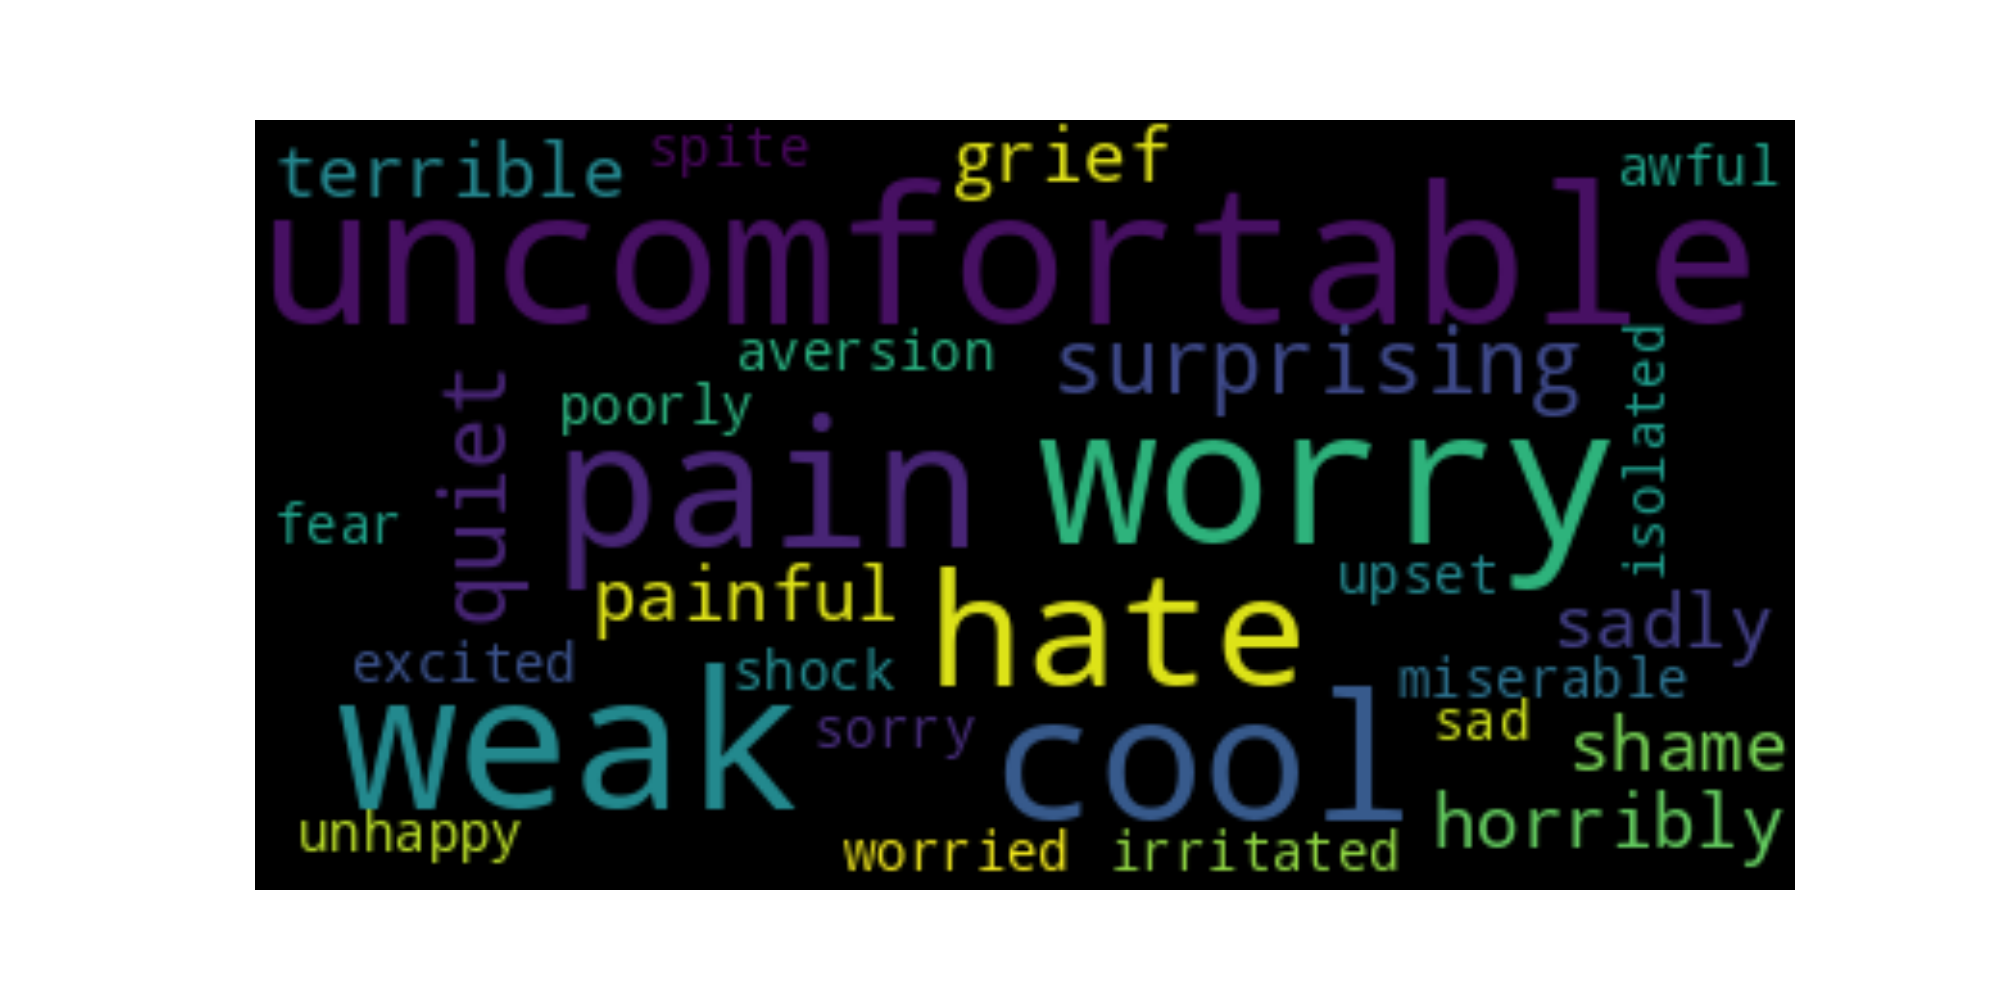 terrible
spite
grief
awful
uncomfortable
aversion
surprising
isolated
quiet
poorly
pain
worry
fear
painful
hate
upset
sadly
excited
shock
miserable
weak
sorry
cool
sad
shame
unhappy
worried
irritated
horribly